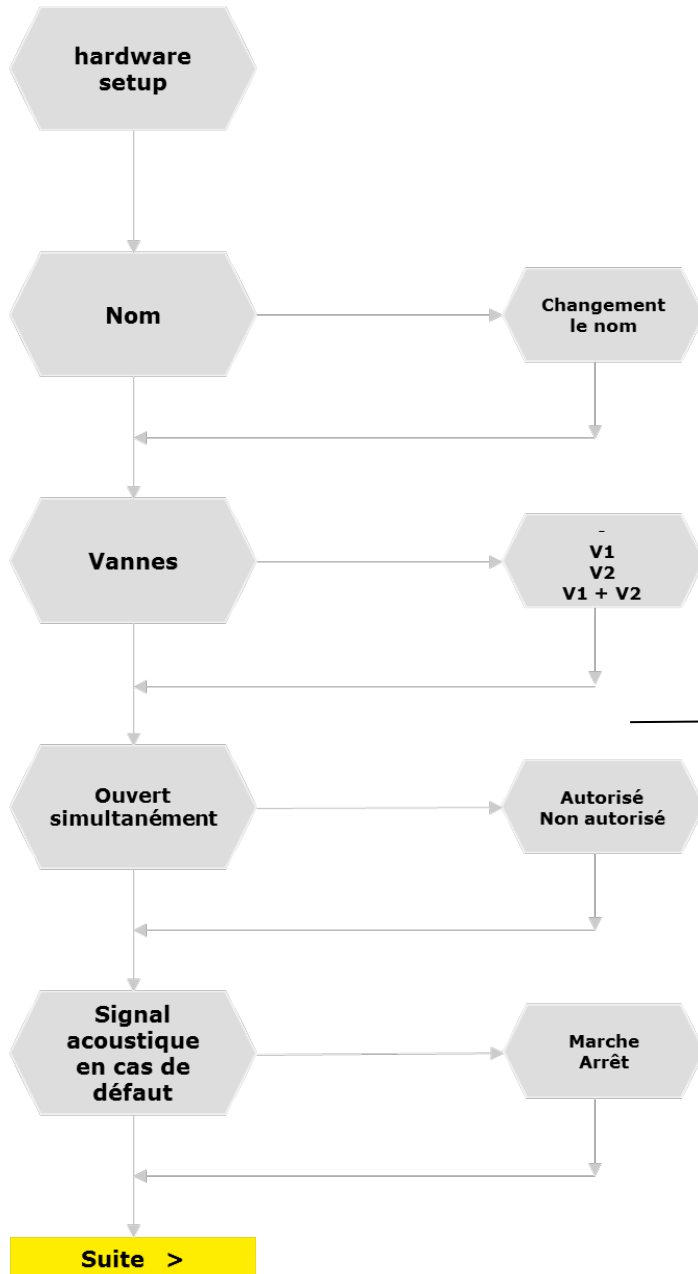 hardware
setup
Nom
Changement
le nom
Vannes
-
V1
V2
V1 + V2
Ouvert
simultanément
Autorisé
Non autorisé
Signal
acoustique
en cas de
défaut
Marche
Arrêt
Suite >